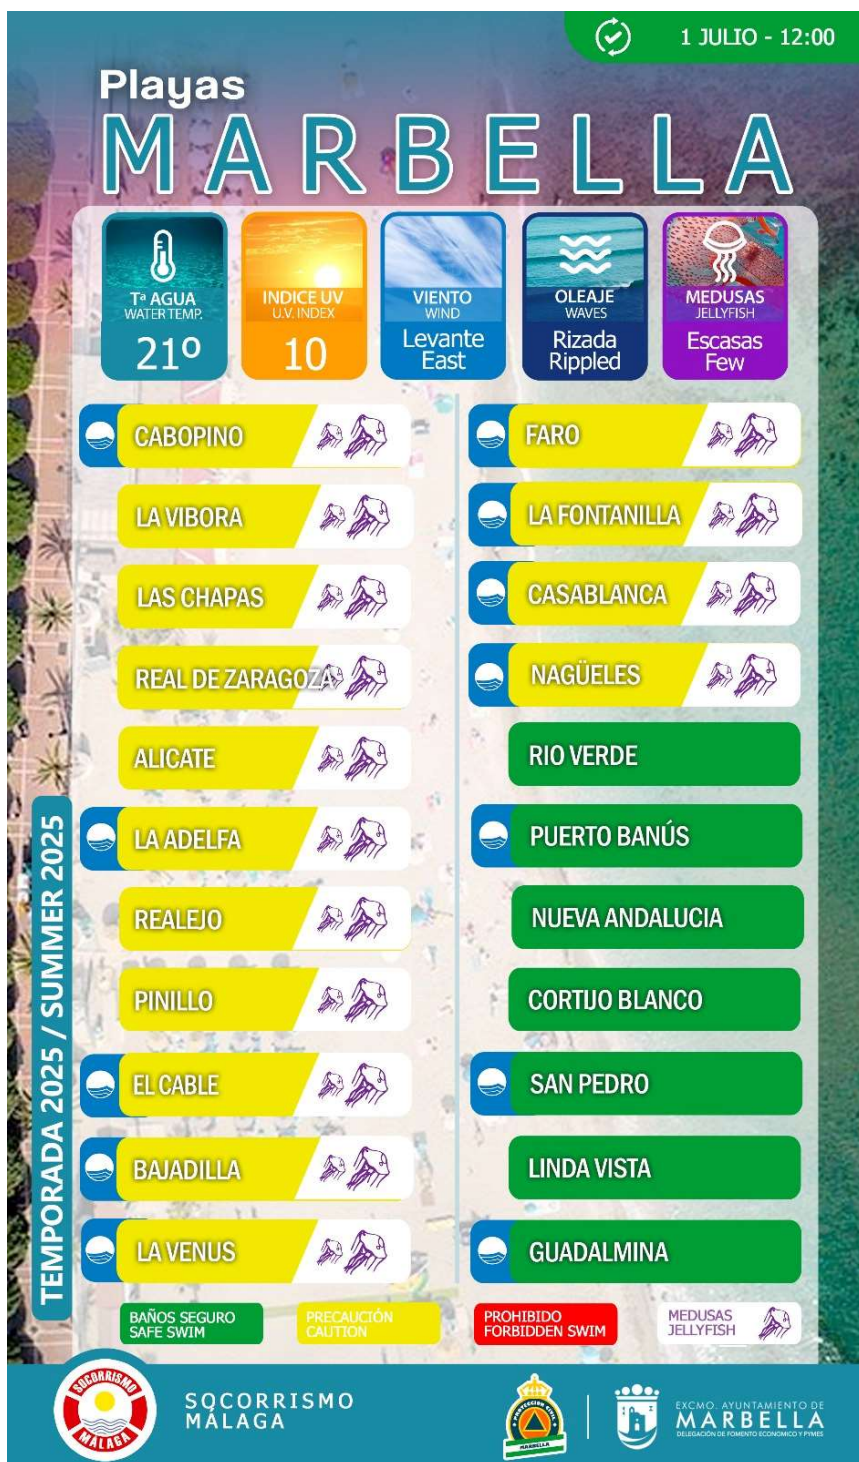 1 JULIO - 12:00
Playas
MARBELLA
Tª AGUA
WATER TEMP.
21º
INDICE UV
U.V. INDEX
10
VIENTO
WIND
Levante
East
OLEAJE
WAVES
Rizada
Rippled
MEDUSAS
JELLYFISH
Escasas
Few
CABOPINO
LA VIBORA
LAS CHAPAS
REAL DE ZARAGOZA
ALICATE
LA ADELFA
REALEJO
PINILLO
EL CABLE
BAJADILLA
LA VENUS
FARO
LA FONTANILLA
CASABLANCA
NAGÜELES
RIO VERDE
PUERTO BANÚS
NUEVA ANDALUCIA
CORTIJO BLANCO
SAN PEDRO
LINDA VISTA
GUADALMINA
TEMPORADA 2025 / SUMMER 2025
BAÑOS SEGURO
SAFE SWIM
PRECAUCIÓN
CAUTION
PROHIBIDO
FORBIDDEN SWIM
MEDUSAS
JELLYFISH
SOCORRISMO
MÁLAGA
SOCORRISMO
MÁLAGA
PROTECCION CIVIL
MARBELLA
EXCMO. AYUNTAMIENTO DE
MARBELLA
DELEGACIÓN DE FOMENTO ECONOMICO Y PYMES